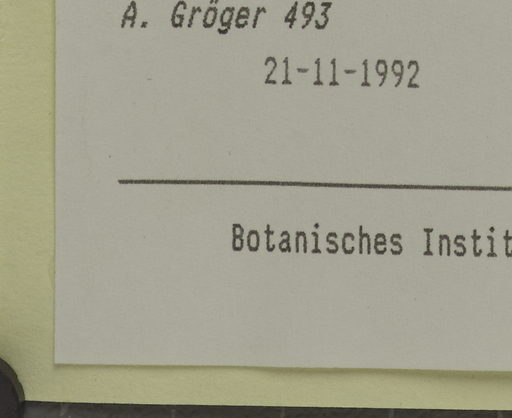 A. Gröger 493
21-11-1992
Botanisches Instit